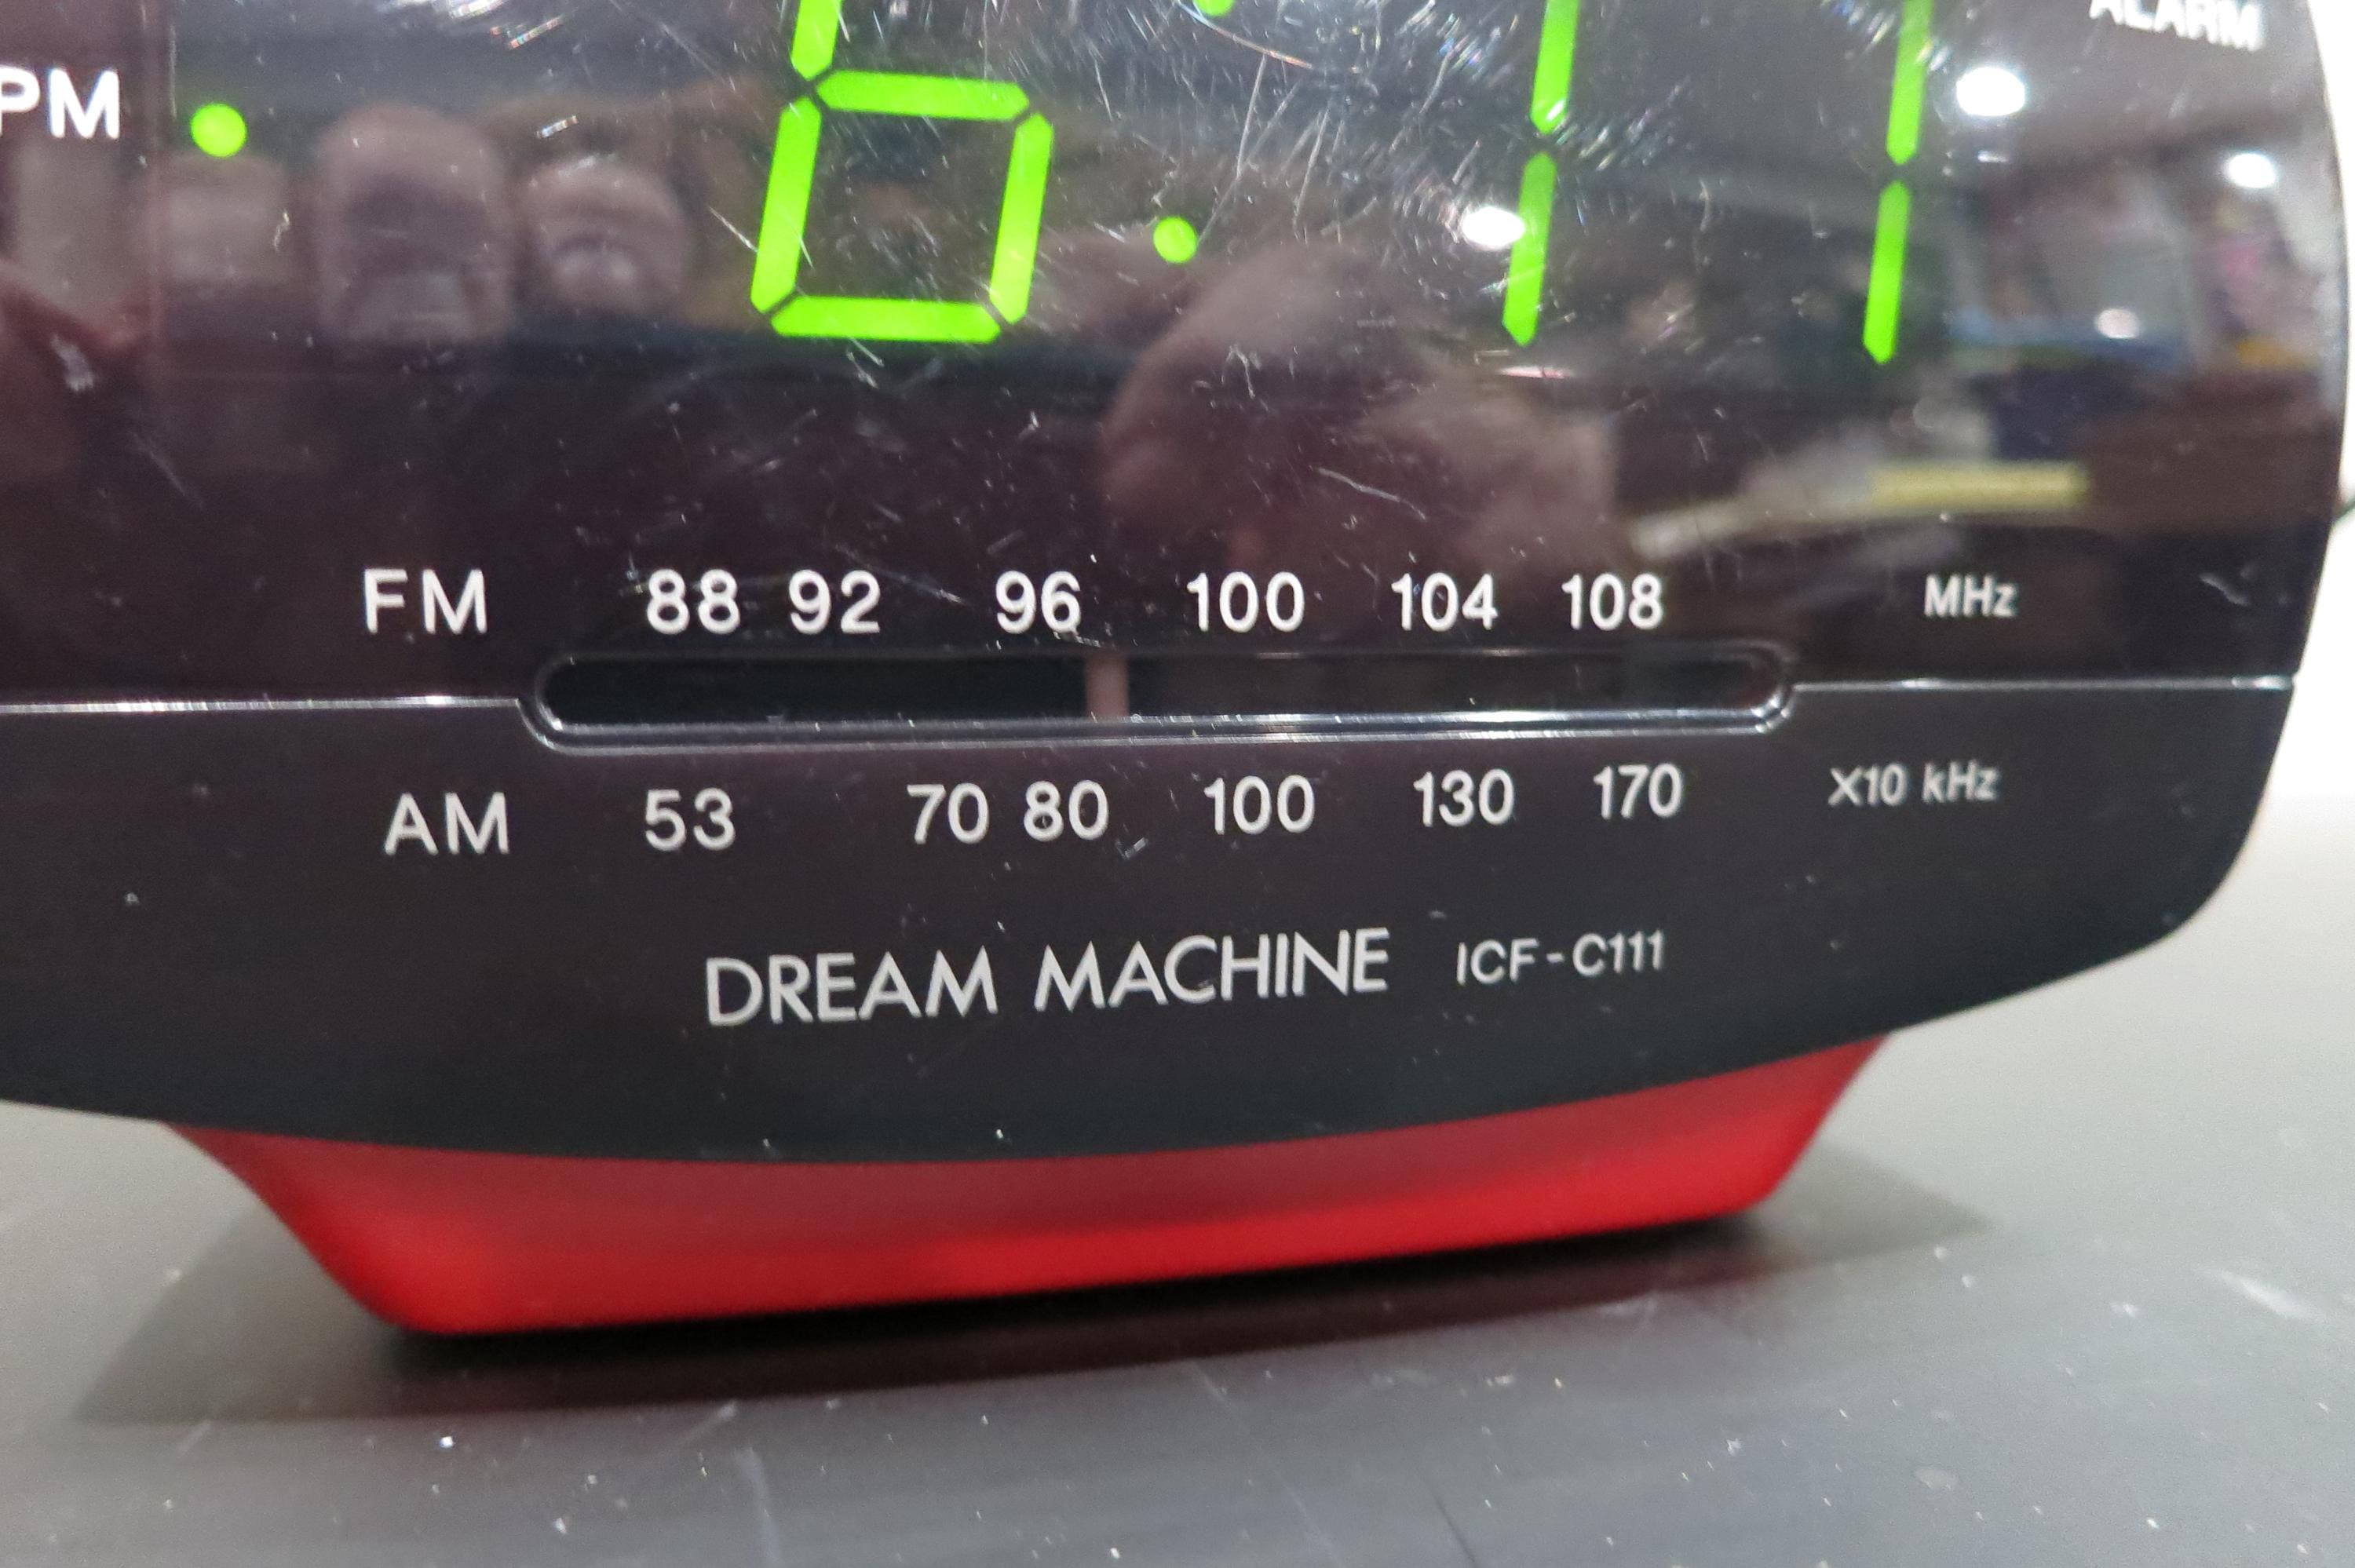 ALARM
PM 6:11
FM 88 92 96 100 104 108 MHz
AM 53 70 80 100 130 170 X10 kHz
DREAM MACHINE ICF-C111